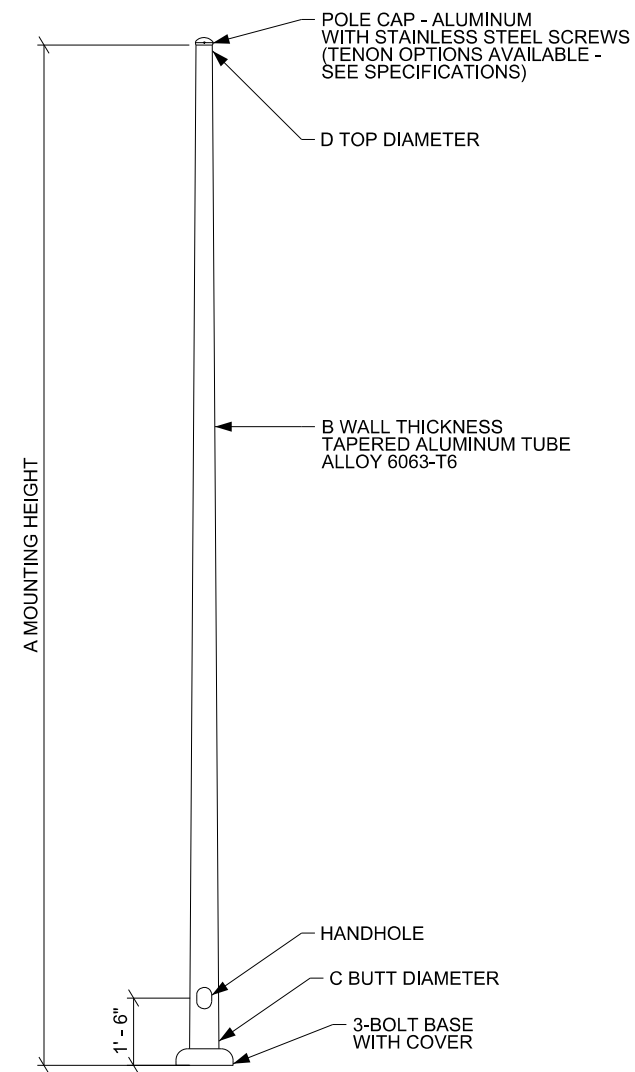 POLE CAP - ALUMINUM
WITH STAINLESS STEEL SCREWS
(TENON OPTIONS AVAILABLE -
SEE SPECIFICATIONS)
D TOP DIAMETER
B WALL THICKNESS
TAPERED ALUMINUM TUBE
ALLOY 6063-T6
A MOUNTING HEIGHT
HANDHOLE
C BUTT DIAMETER
1' - 6"
3-BOLT BASE
WITH COVER